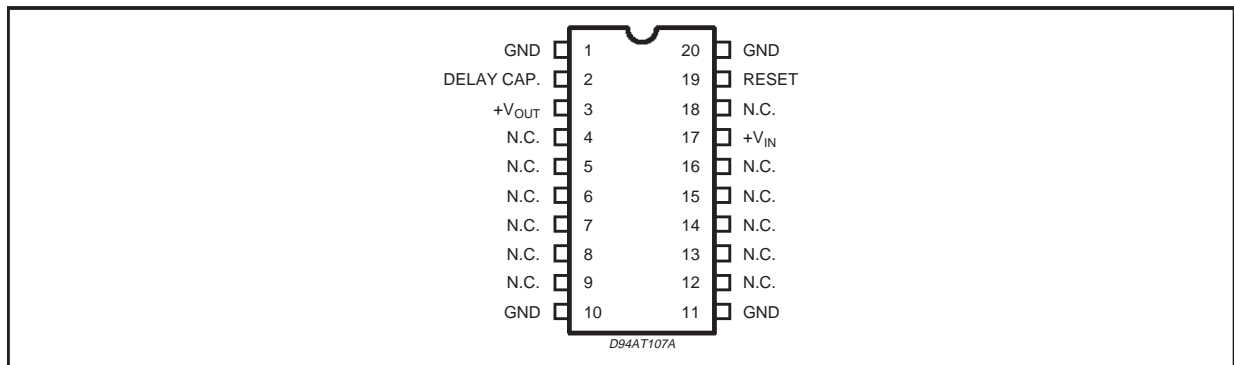 GND 1 20 GND
DELAY CAP. 2 19 RESET
+VOUT 3 18 N.C.
N.C. 4 17 +VIN
N.C. 5 16 N.C.
N.C. 6 15 N.C.
N.C. 7 14 N.C.
N.C. 8 13 N.C.
N.C. 9 12 N.C.
GND 10 11 GND
D94AT107A